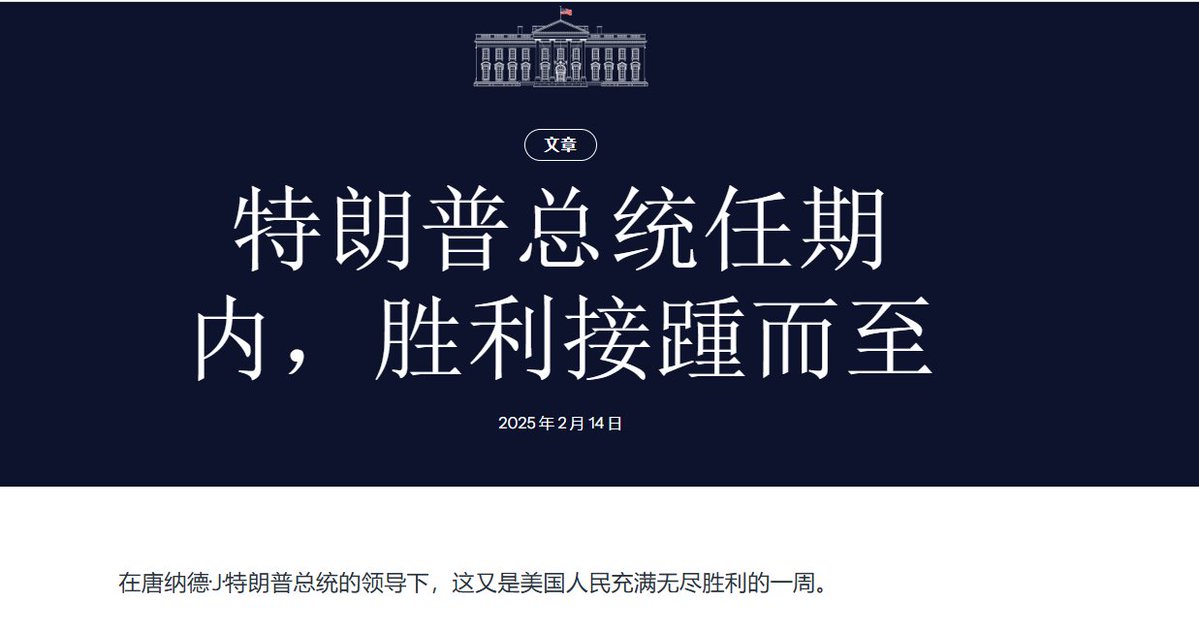 文章
特朗普总统任期
内，胜利接踵而至
2025 年 2 月 14 日
在唐纳德·J·特朗普总统的领导下，这又是美国人民充满无尽胜利的一周。